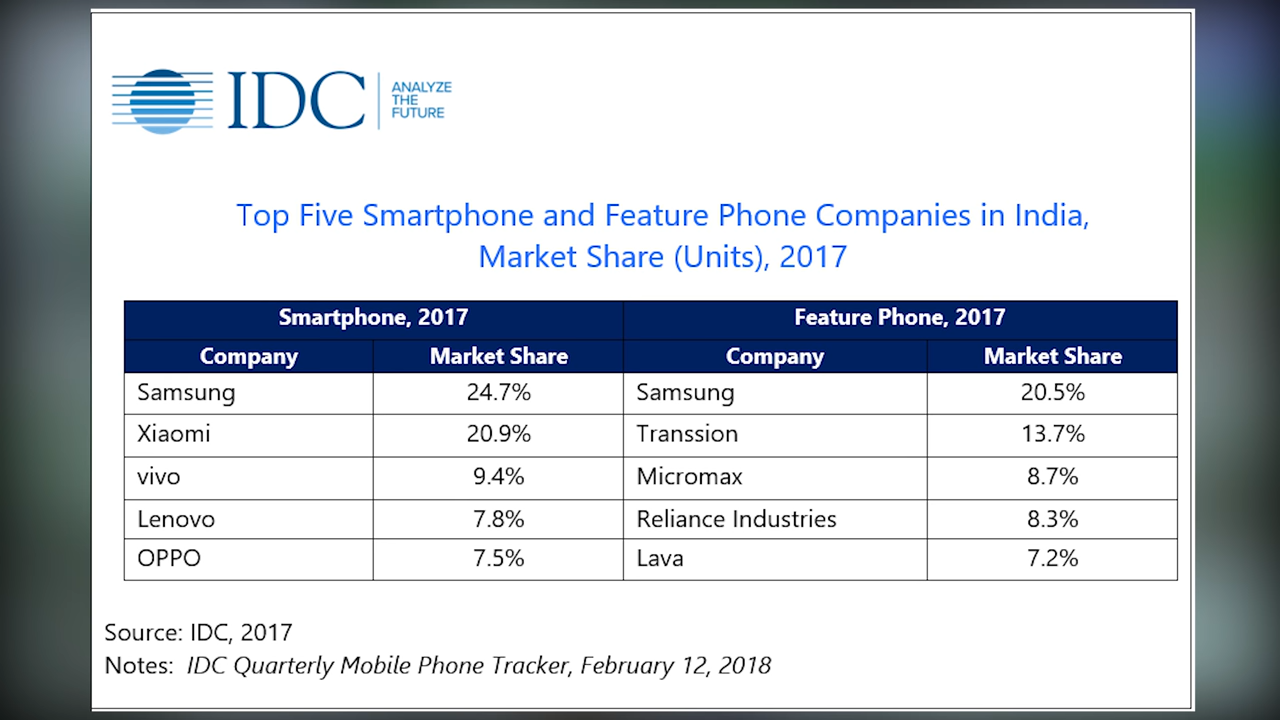 IDC
ANALYZE
THE
FUTURE
Top Five Smartphone and Feature Phone Companies in India,
Market Share (Units), 2017
Smartphone, 2017 Feature Phone, 2017
Company Market Share Company Market Share
Samsung 24.7% Samsung 20.5%
Xiaomi 20.9% Transsion 13.7%
vivo 9.4% Micromax 8.7%
Lenovo 7.8% Reliance Industries 8.3%
OPPO 7.5% Lava 7.2%
Source: IDC, 2017
Notes: IDC Quarterly Mobile Phone Tracker, February 12, 2018